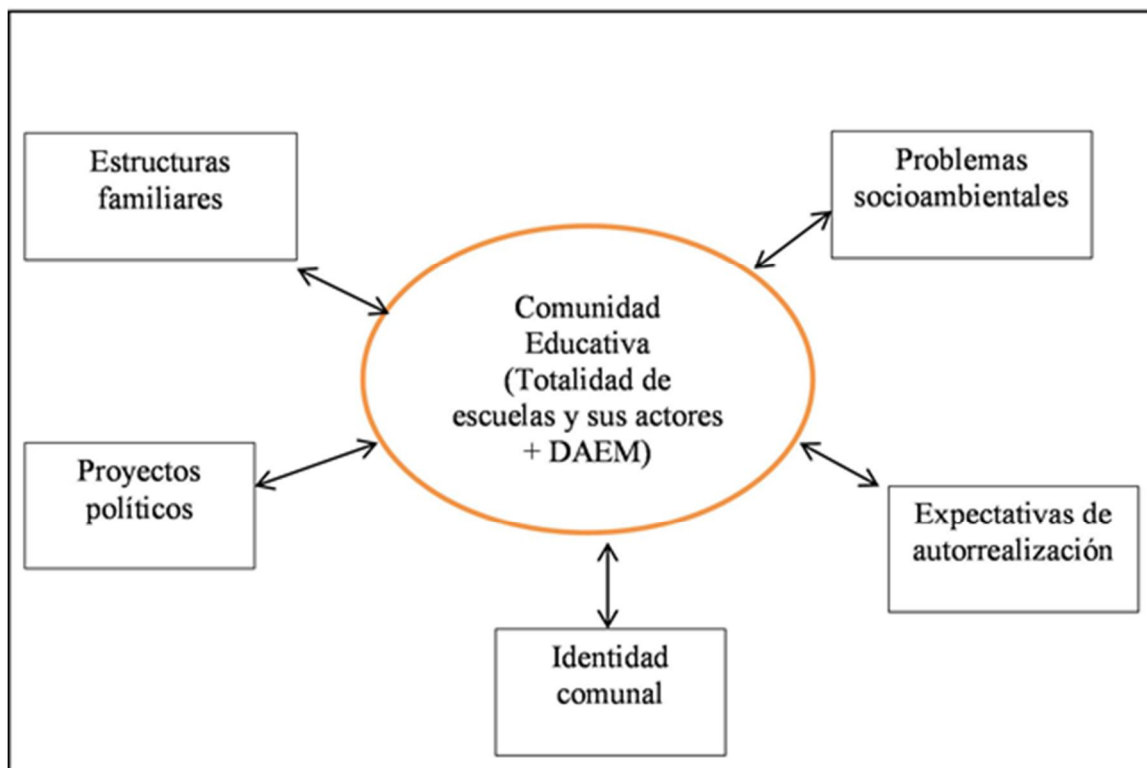 Estructuras
familiares
Problemas
socioambientales
Comunidad
Educativa
(Totalidad de
escuelas y sus actores
+ DAEM)
Proyectos
políticos
Expectativas de
autorrealización
Identidad
comunal